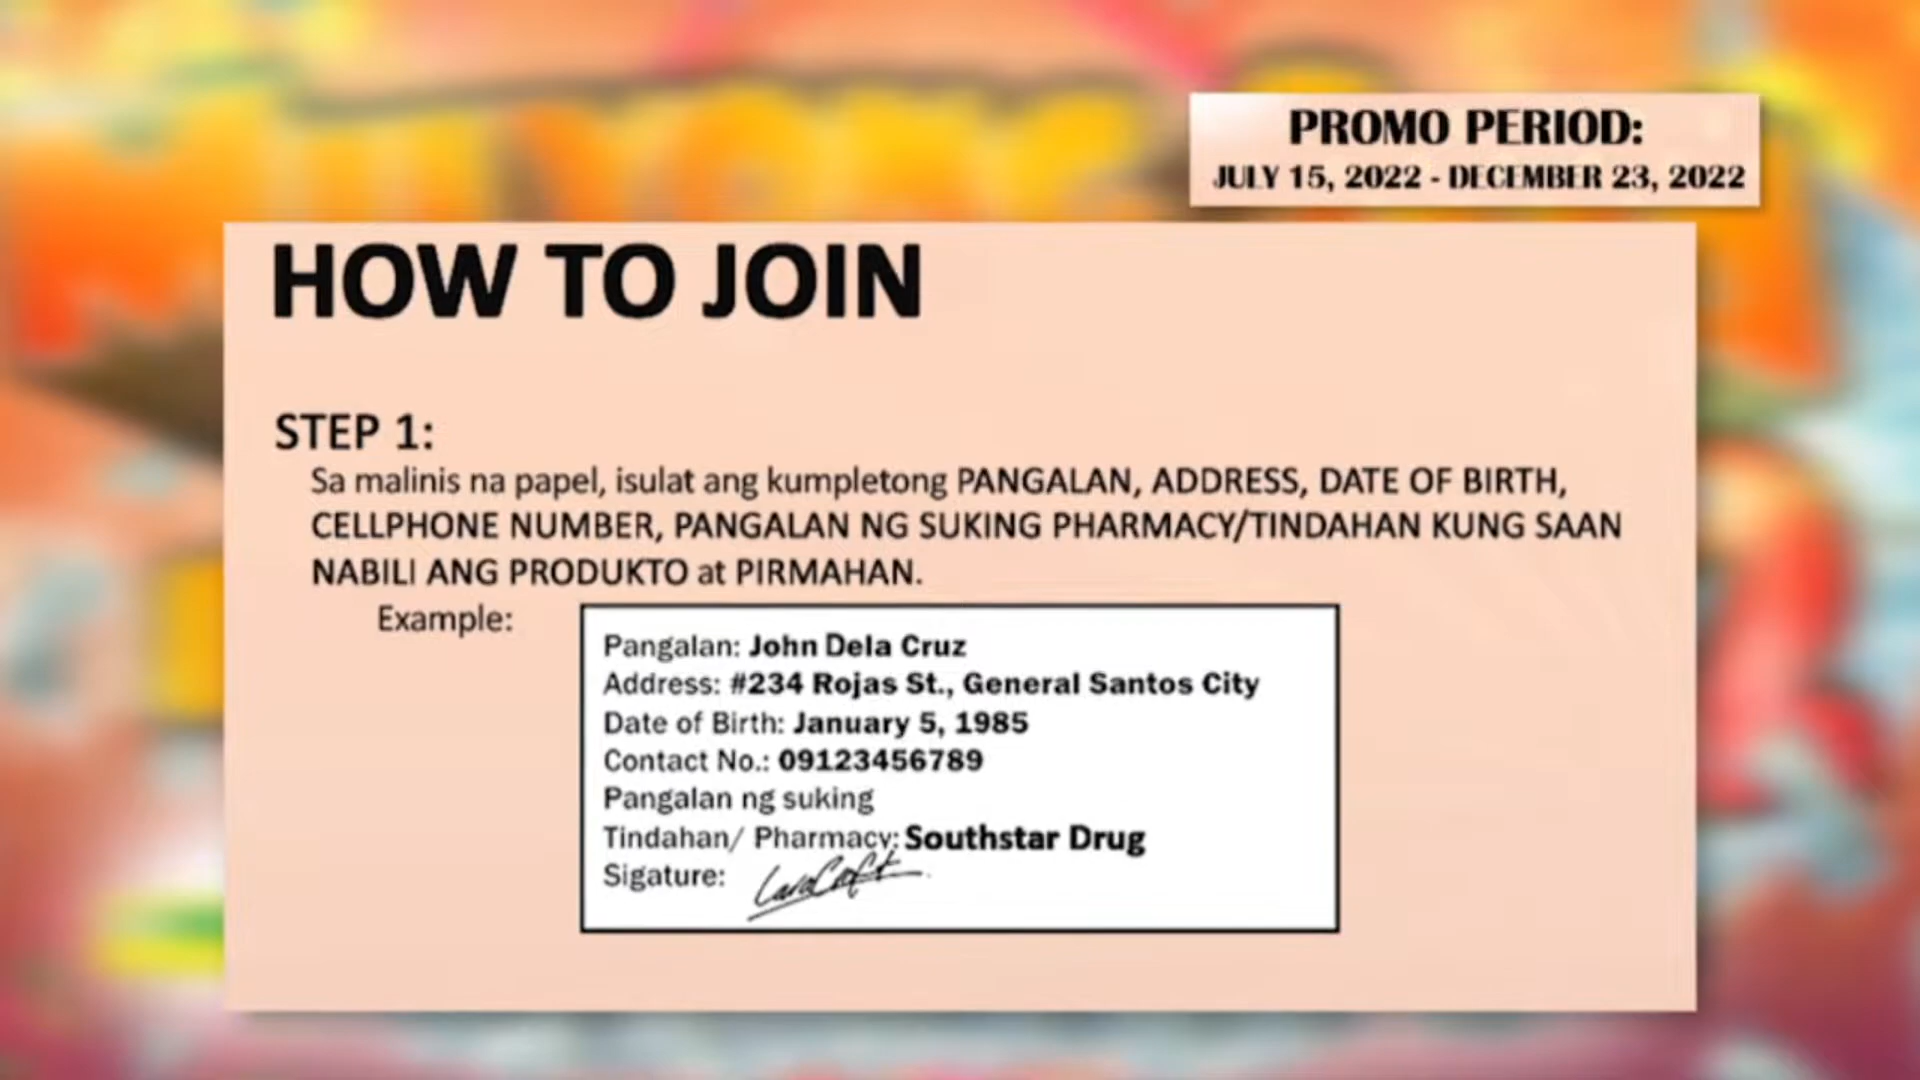 PROMO PERIOD:
JULY 15, 2022 - DECEMBER 23, 2022
HOW TO JOIN
STEP 1:
Sa malinis na papel, isulat ang kumpletong PANGALAN, ADDRESS, DATE OF BIRTH,
CELLPHONE NUMBER, PANGALAN NG SUKING PHARMACY/TINDAHAN KUNG SAAN
NABILI ANG PRODUKTO at PIRMAHAN.
Example:
Pangalan: John Dela Cruz
Address: #234 Rojas St., General Santos City
Date of Birth: January 5, 1985
Contact No.: 09123456789
Pangalan ng suking
Tindahan/ Pharmacy: Southstar Drug
Sigature: